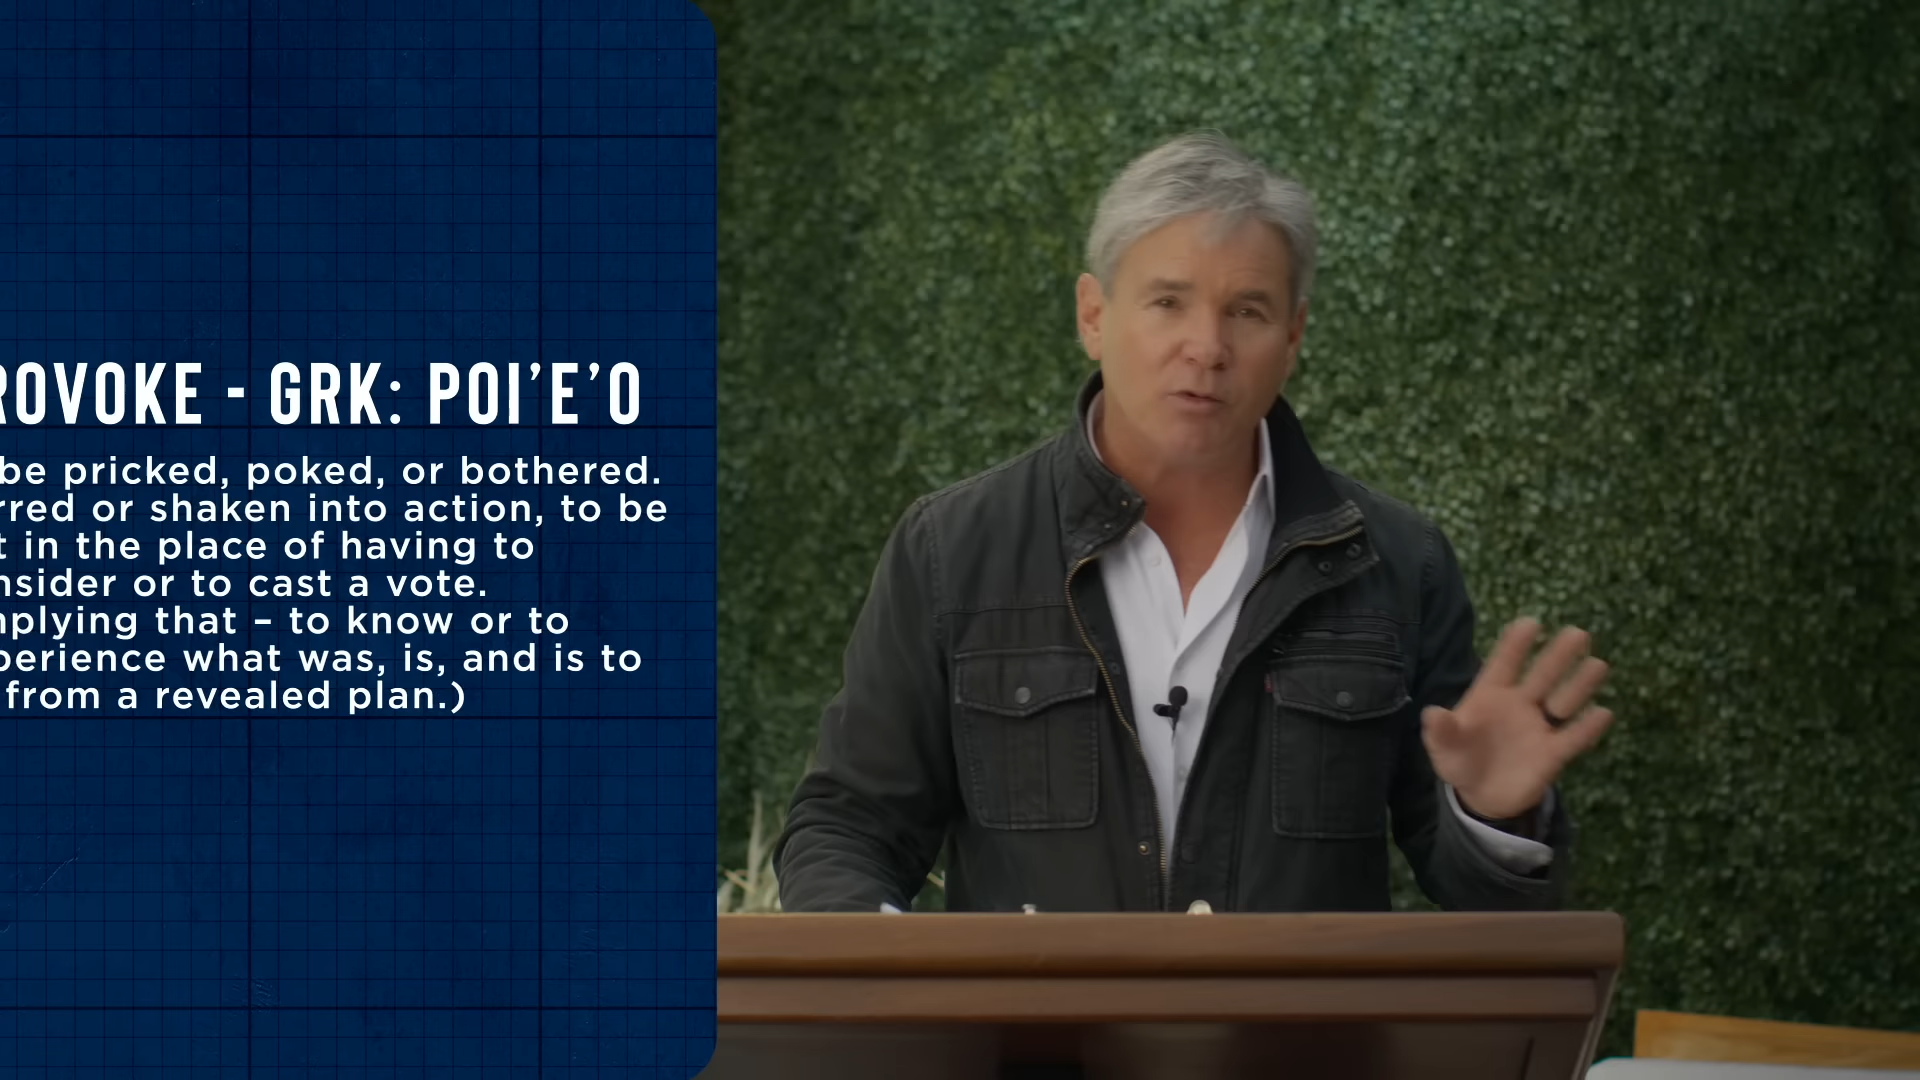 ROVOKE - GRK: POI’E’O
be pricked, poked, or bothered.
rred or shaken into action, to be
t in the place of having to
nsider or to cast a vote.
nplying that – to know or to
perience what was, is, and is to
from a revealed plan.)